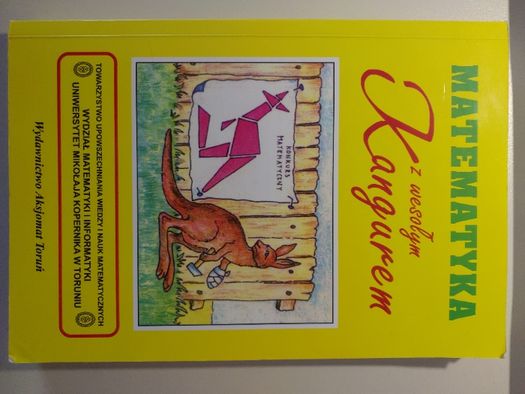 MATEMATYKA
z wesołym
Kangurem
KONKURS
MATEMATYCZNY
TOWARZYSTWO UPOWSZECHNIANIA WIEDZY I NAUK MATEMATYCZNYCH
WYDZIAŁ MATEMATYKI I INFORMATYKI
UNIWERSYTET MIKOŁAJA KOPERNIKA W TORUNIU
Wydawnictwo Aksjomat Toruń